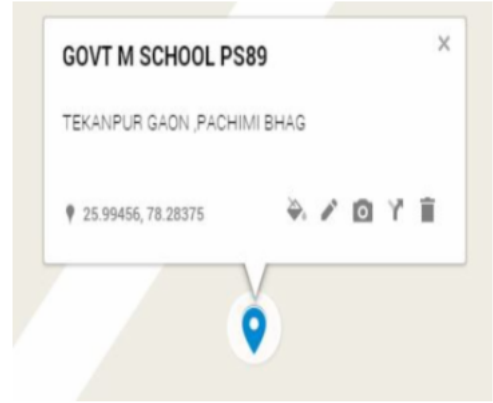 GOVT M SCHOOL PS89
TEKANPUR GAON ,PACHIMI BHAG
25.99456, 78.28375